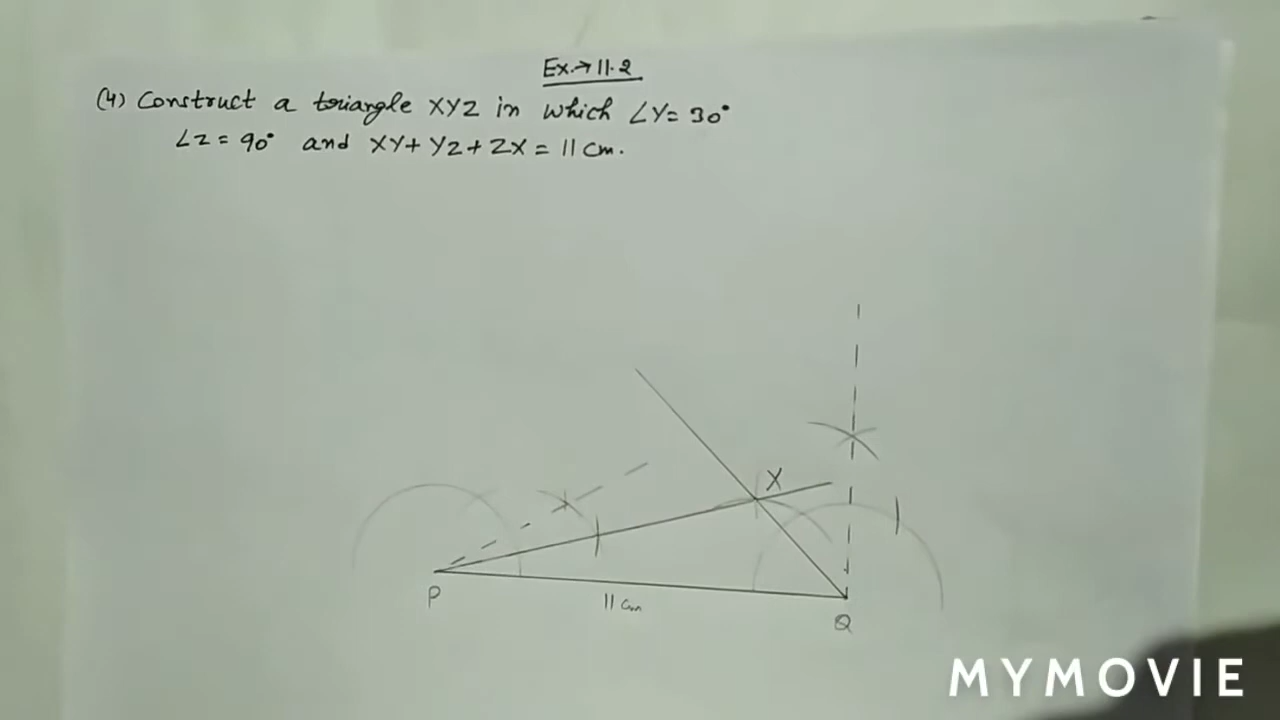 Ex.→ 11.2
(4) Construct a triangle XYZ in which ∠Y= 30°
∠Z = 90° and XY + YZ + ZX = 11 cm.
X
P
11 cm
Q
MYMOVIE